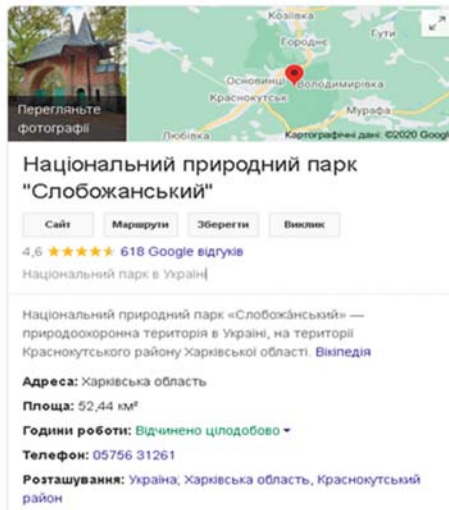 Козіївка
Городнє
Гути
Основинці
Володимирівка
Краснокутськ
Мурафа
Любівка
Перегляньте
фотографії
Картографічні дані: ©2020 Googl
Національний природний парк
"Слобожанський"
Сайт Маршрути Зберегти Виклик
4,6 618 Google відгуків
Національний парк в Україні
Національний природний парк «Слобожа́нський» —
природоохоронна територія в Україні, на території
Краснокутського району Харківської області. Вікіпедія
Адреса: Харківська область
Площа: 52,44 км²
Години роботи: Відчинено цілодобово
Телефон: 05756 31261
Розташування: Україна; Харківська область, Краснокутський
район